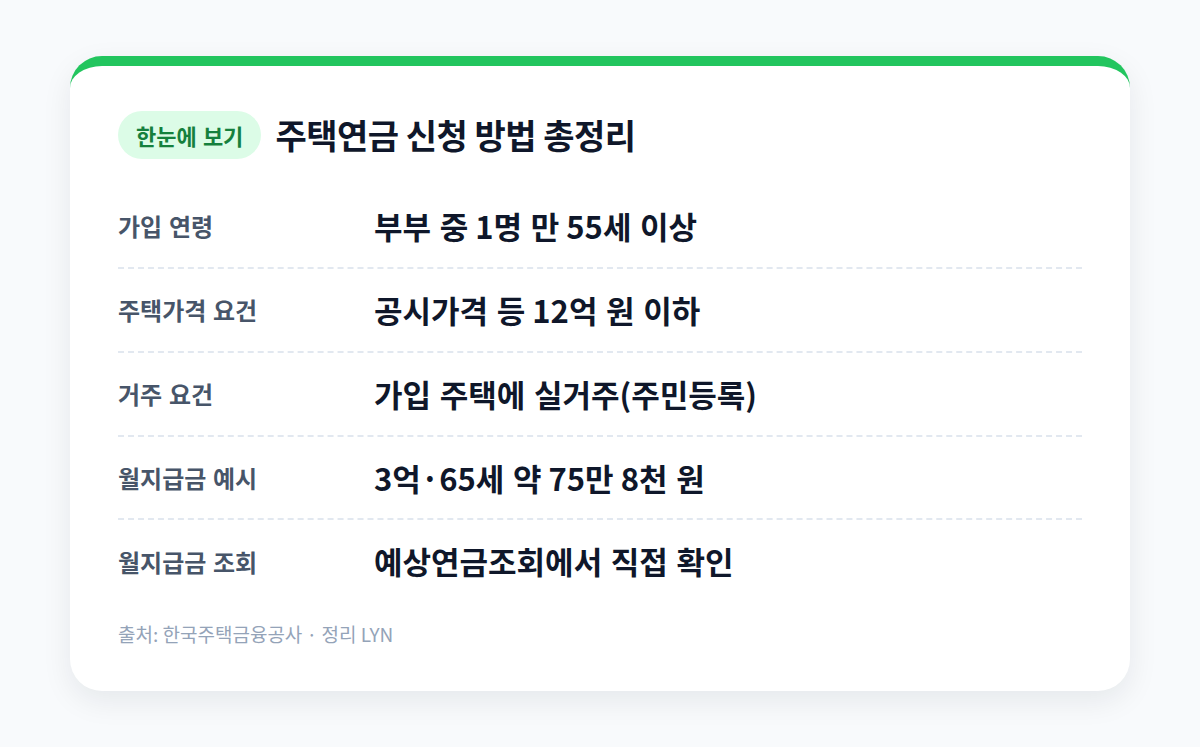 한눈에 보기 주택연금 신청 방법 총정리
가입 연령 부부 중 1명 만 55세 이상
주택가격 요건 공시가격 등 12억 원 이하
거주 요건 가입 주택에 실거주(주민등록)
월지급금 예시 3억·65세 약 75만 8천 원
월지급금 조회 예상연금조회에서 직접 확인
출처: 한국주택금융공사 · 정리 LYN